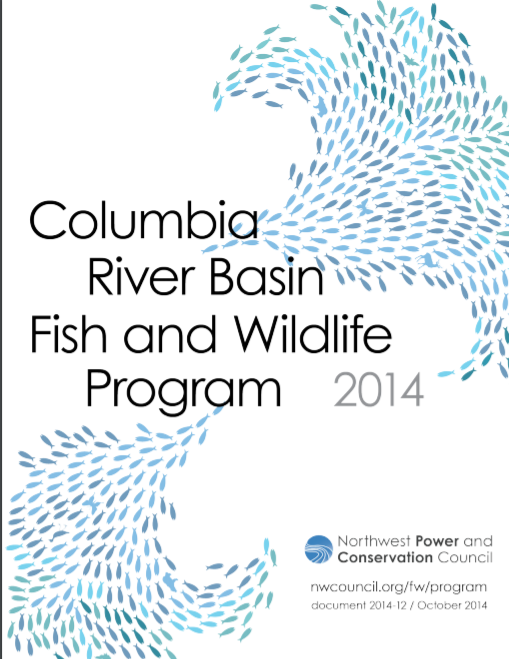 Columbia
River Basin
Fish and Wildlife
Program 2014
Northwest Power and
Conservation Council
nwcouncil.org/fw/program
document 2014-12 / October 2014